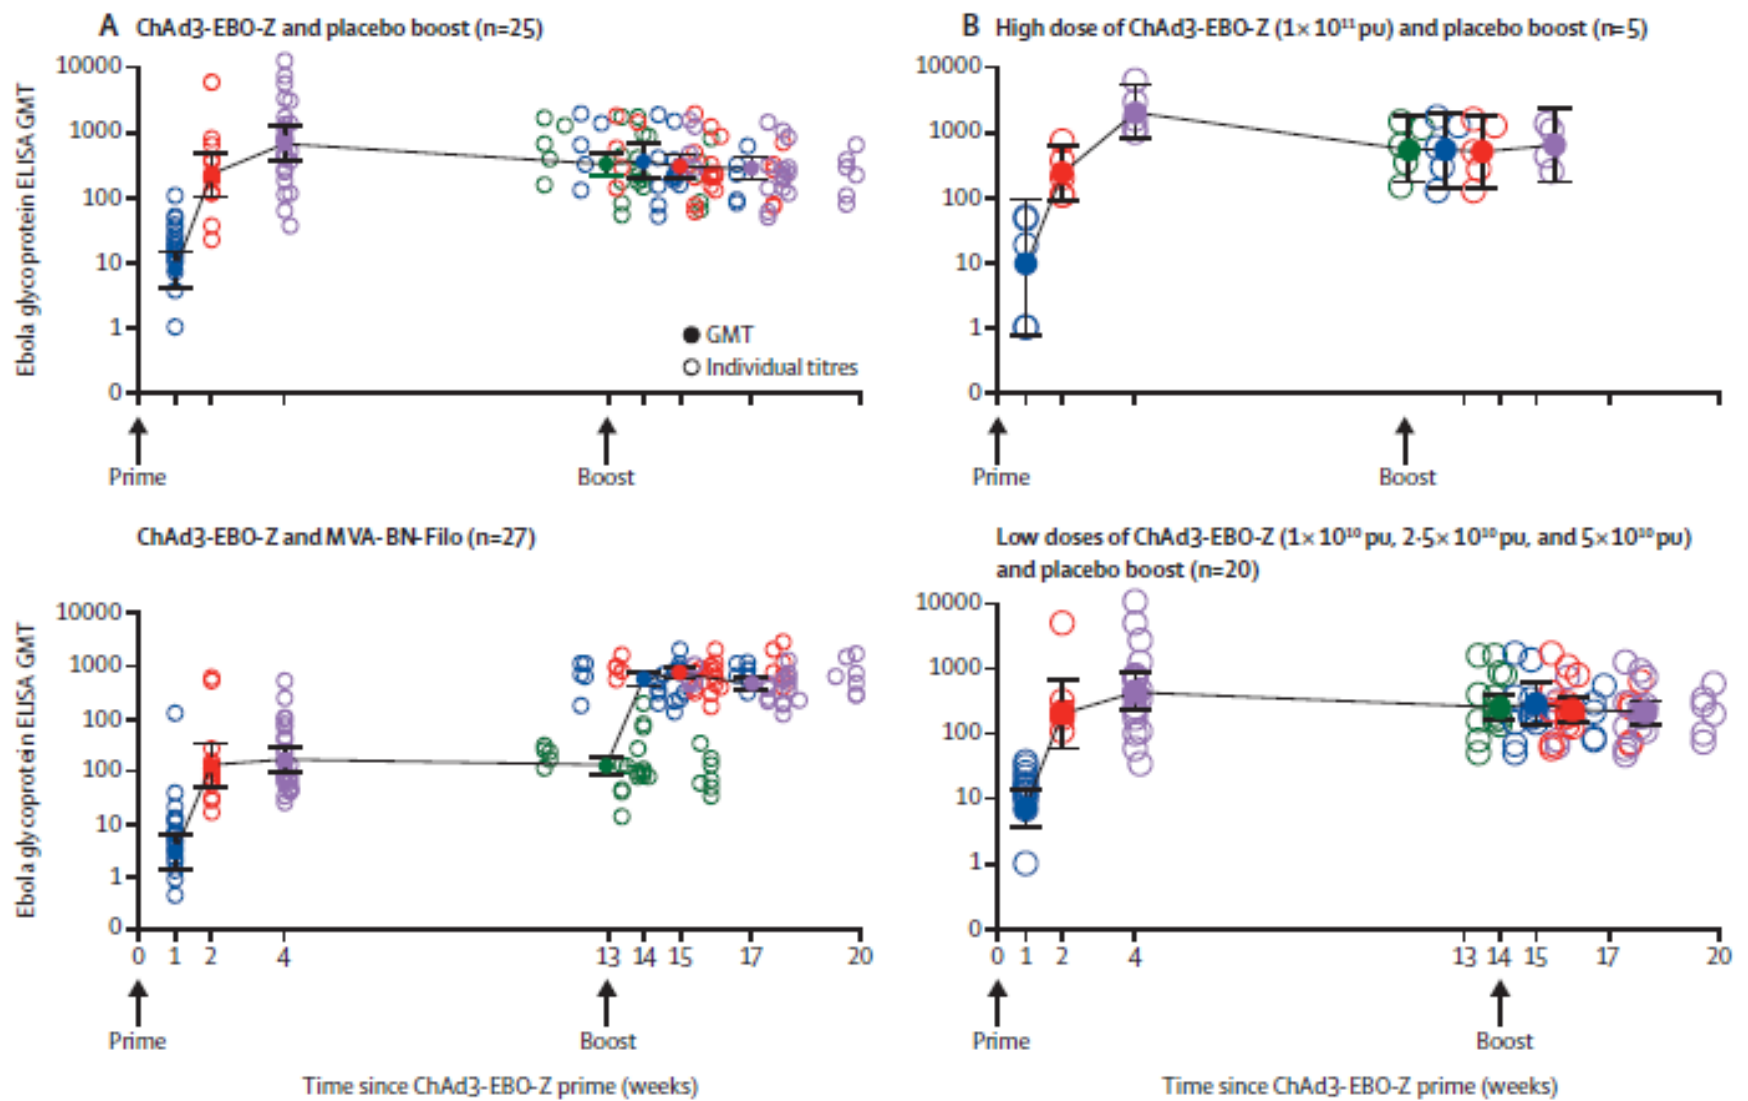 A ChAd3-EBO-Z and placebo boost (n=25)
Ebola glycoprotein ELISA GMT
10000
1000
100
10
1
0
GMT
Individual titres
Prime
Boost
B High dose of ChAd3-EBO-Z (1×10¹¹ pu) and placebo boost (n=5)
10000
1000
100
10
1
0
Prime
Boost
ChAd3-EBO-Z and MVA-BN-Filo (n=27)
Ebola glycoprotein ELISA GMT
10000
1000
100
100
10
1
0
0 1 2 4 13 14 15 17 20
Prime
Boost
Time since ChAd3-EBO-Z prime (weeks)
Low doses of ChAd3-EBO-Z (1×10¹⁰ pu, 2·5×10¹⁰ pu, and 5×10¹⁰ pu)
and placebo boost (n=20)
10000
1000
100
10
1
0
0 1 2 4 13 14 15 17 20
Prime
Boost
Time since ChAd3-EBO-Z prime (weeks)